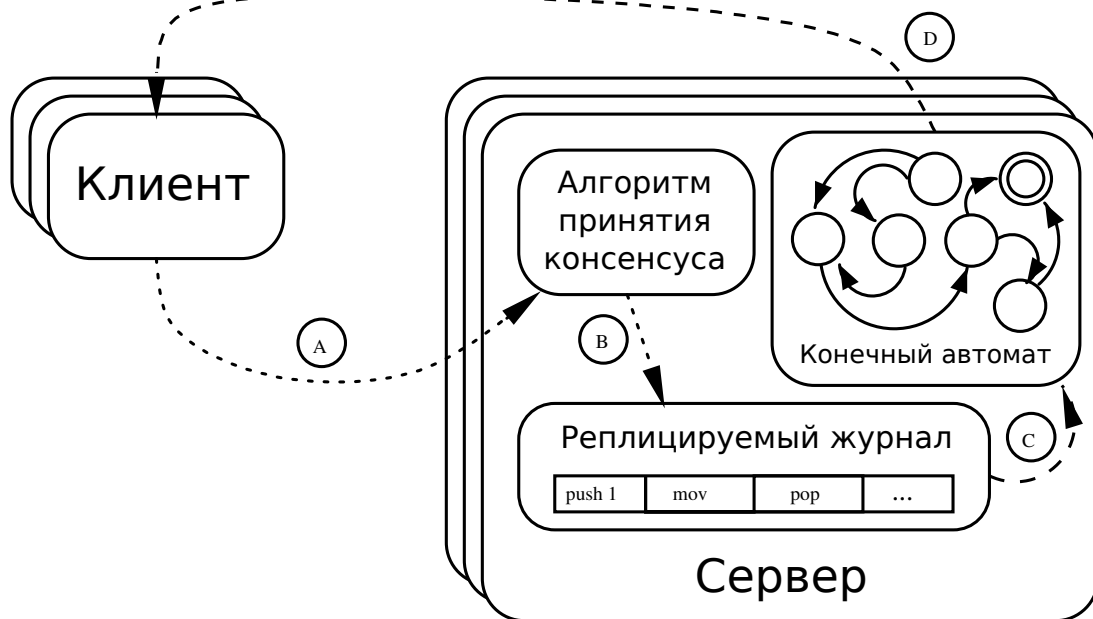 D
Клиент
Алгоритм
принятия
консенсуса
A
B
Конечный автомат
Реплицируемый журнал
C
push 1
mov
pop
...
Сервер